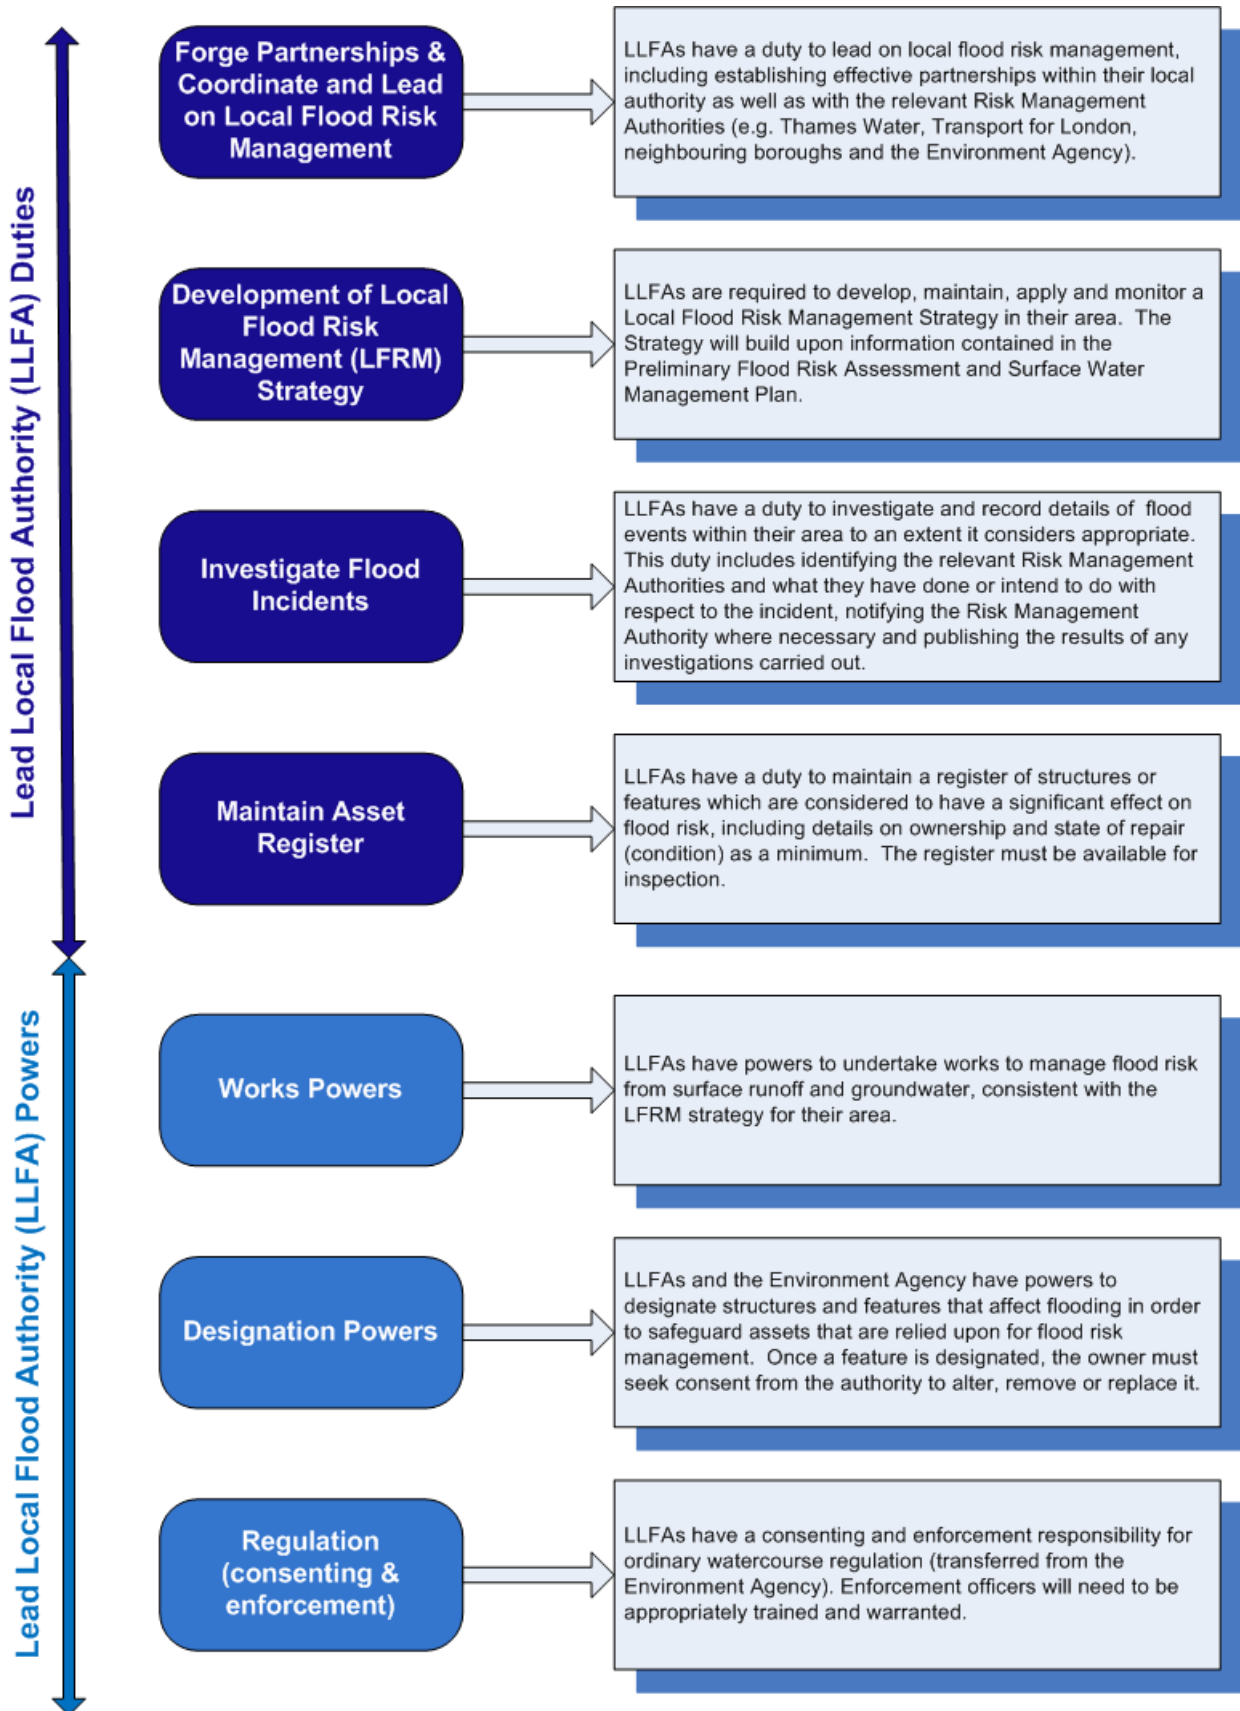 Lead Local Flood Authority (LLFA) Duties
Forge Partnerships &
Coordinate and Lead
on Local Flood Risk
Management
LLFAs have a duty to lead on local flood risk management,
including establishing effective partnerships within their local
authority as well as with the relevant Risk Management
Authorities (e.g. Thames Water, Transport for London,
neighbouring boroughs and the Environment Agency).
Development of Local
Flood Risk
Management (LFRM)
Strategy
LLFAs are required to develop, maintain, apply and monitor a
Local Flood Risk Management Strategy in their area.  The
Strategy will build upon information contained in the
Preliminary Flood Risk Assessment and Surface Water
Management Plan.
Investigate Flood
Incidents
LLFAs have a duty to investigate and record details of  flood
events within their area to an extent it considers appropriate.
This duty includes identifying the relevant Risk Management
Authorities and what they have done or intend to do with
respect to the incident, notifying the Risk Management
Authority where necessary and publishing the results of any
investigations carried out.
Maintain Asset
Register
LLFAs have a duty to maintain a register of structures or
features which are considered to have a significant effect on
flood risk, including details on ownership and state of repair
(condition) as a minimum.  The register must be available for
inspection.
Lead Local Flood Authority (LLFA) Powers
Works Powers
LLFAs have powers to undertake works to manage flood risk
from surface runoff and groundwater, consistent with the
LFRM strategy for their area.
Designation Powers
LLFAs and the Environment Agency have powers to
designate structures and features that affect flooding in order
to safeguard assets that are relied upon for flood risk
management.  Once a feature is designated, the owner must
seek consent from the authority to alter, remove or replace it.
Regulation
(consenting &
enforcement)
LLFAs have a consenting and enforcement responsibility for
ordinary watercourse regulation (transferred from the
Environment Agency). Enforcement officers will need to be
appropriately trained and warranted.